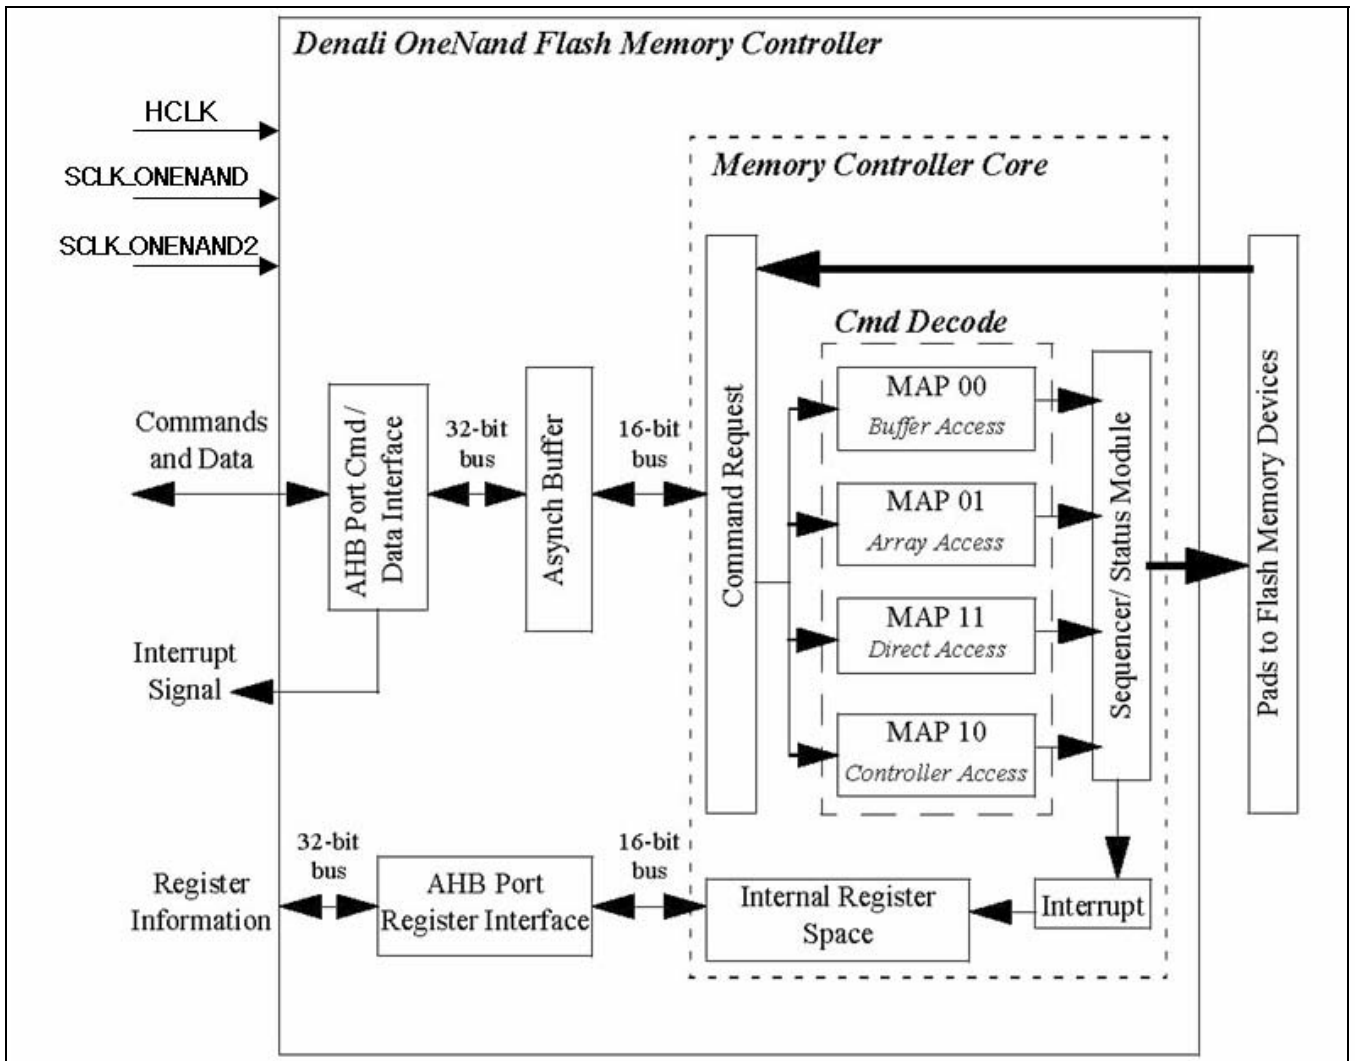 Denali OneNand Flash Memory Controller
HCLK
SCLK_ONENAND
SCLK_ONENAND2
Memory Controller Core
Cmd Decode
Commands
and Data
AHB Port Cmd /
Data Interface
32-bit
bus
Asynch Buffer
16-bit
bus
Command Request
MAP 00
Buffer Access
MAP 01
Array Access
MAP 11
Direct Access
MAP 10
Controller Access
Sequencer/ Status Module
Pads to Flash Memory Devices
Interrupt
Signal
Register
Information
32-bit
bus
AHB Port
Register Interface
16-bit
bus
Internal Register
Space
Interrupt